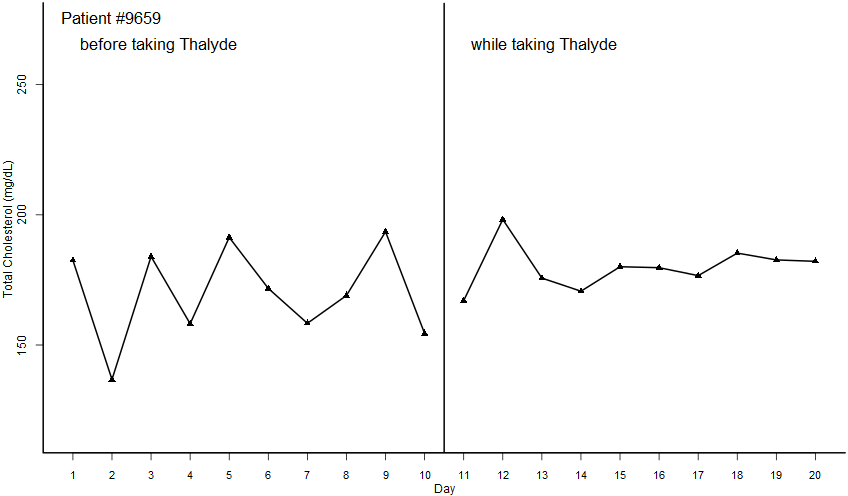 Patient #9659
before taking Thalyde
while taking Thalyde
Total Cholesterol (mg/dL)
250
200
150
1 2 3 4 5 6 7 8 9 10 11 12 13 14 15 16 17 18 19 20
Day